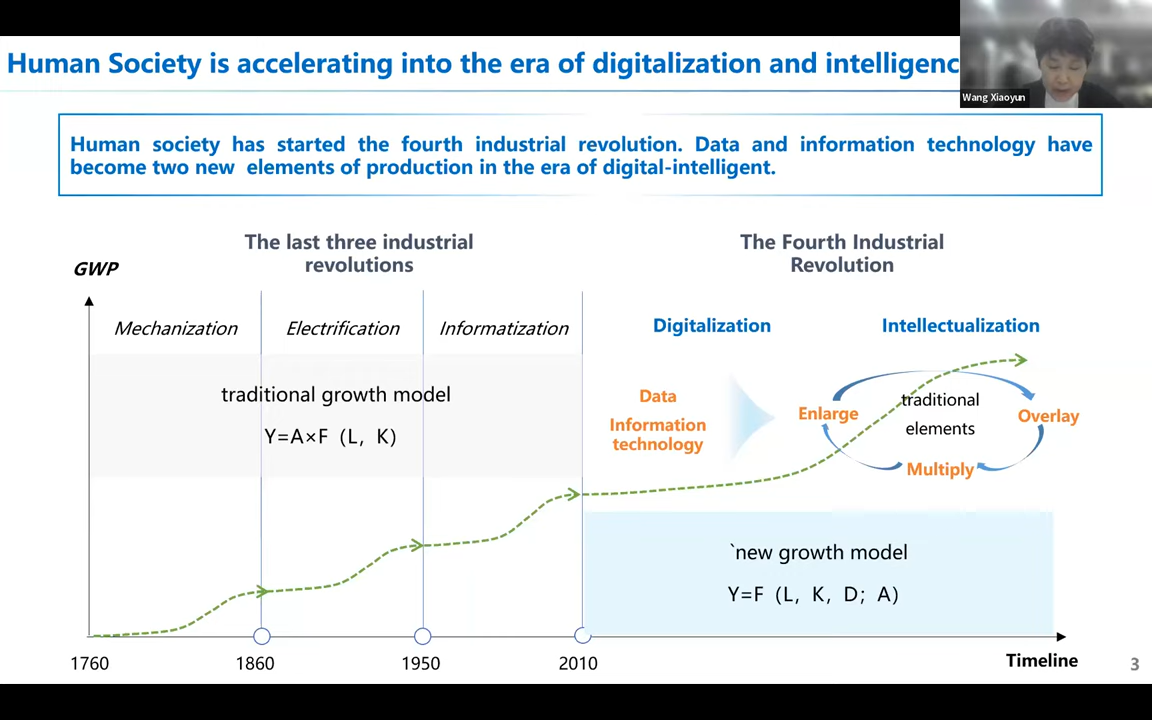 Human Society is accelerating into the era of digitalization and intelligenc
Wang Xiaoyun
Human society has started the fourth industrial revolution. Data and information technology have
become two new elements of production in the era of digital-intelligent.
The last three industrial
revolutions
The Fourth Industrial
Revolution
GWP
Mechanization
Electrification
Informatization
Digitalization
Intellectualization
traditional growth model
Y=A×F (L, K)
Data
Information
technology
Enlarge
traditional
elements
Overlay
Multiply
`new growth model
Y=F (L, K, D; A)
1760
1860
1950
2010
Timeline
3